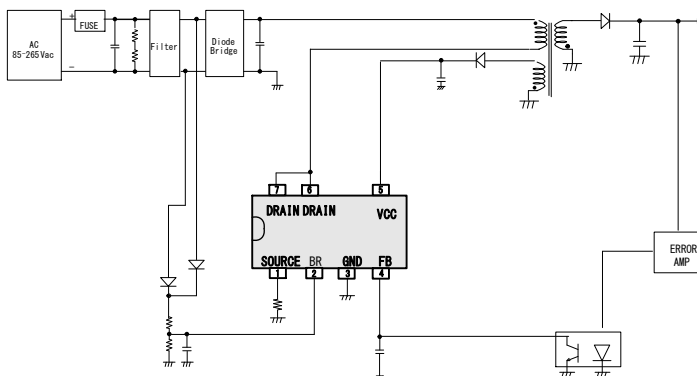 AC
85-265Vac
+
-
FUSE
Filter
Diode
Bridge
7
6
5
DRAIN DRAIN
VCC
SOURCE BR GND FB
1
2
3
4
ERROR
AMP